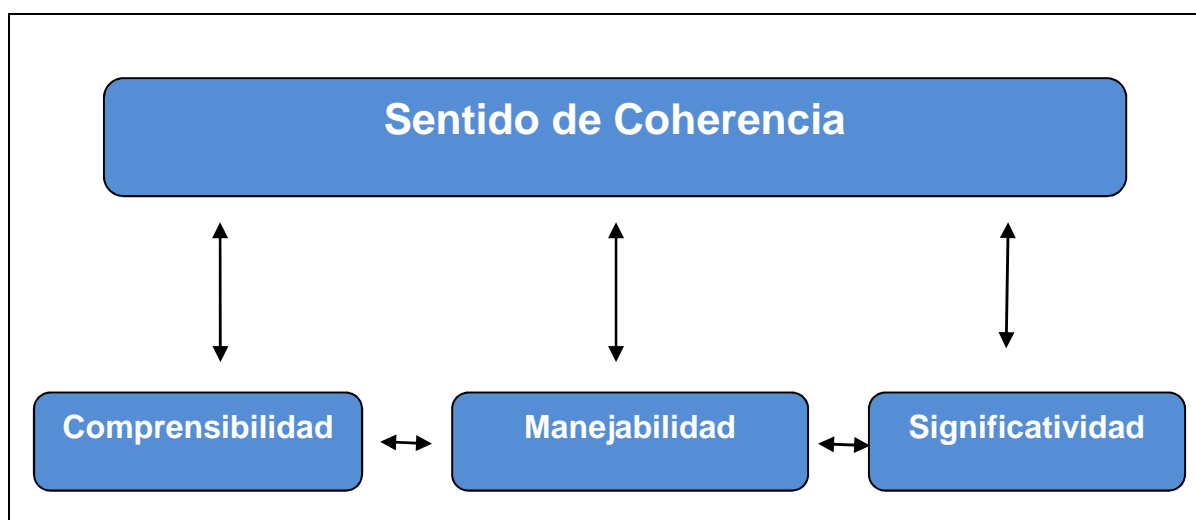 Sentido de Coherencia
Comprensibilidad
Manejabilidad
Significatividad